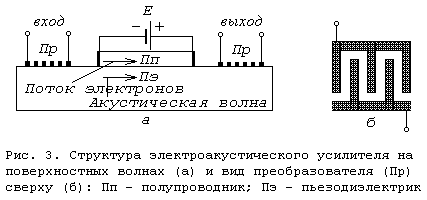 E
вход
выход
− +
Пр
Пп
Пр
Пэ
Поток электронов
Акустическая волна
а
б
Рис. 3. Структура электроакустического усилителя на
поверхностных волнах (а) и вид преобразователя (Пр)
сверху (б): Пп - полупроводник; Пэ - пьезодиэлектрик